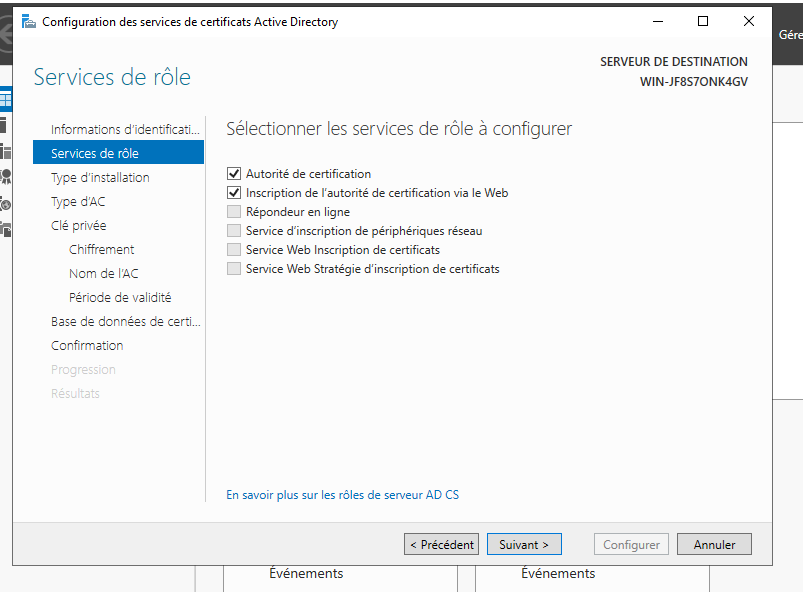 Configuration des services de certificats Active Directory
Gére
Services de rôle
SERVEUR DE DESTINATION
WIN-JF8S7ONK4GV
Informations d'identificati...
Services de rôle
Type d'installation
Type d'AC
Clé privée
Chiffrement
Nom de l'AC
Période de validité
Base de données de certi...
Confirmation
Progression
Résultats
Sélectionner les services de rôle à configurer
Autorité de certification
Inscription de l'autorité de certification via le Web
Répondeur en ligne
Service d'inscription de périphériques réseau
Service Web Inscription de certificats
Service Web Stratégie d'inscription de certificats
En savoir plus sur les rôles de serveur AD CS
< Précédent
Suivant >
Configurer
Annuler
Événements
Événements